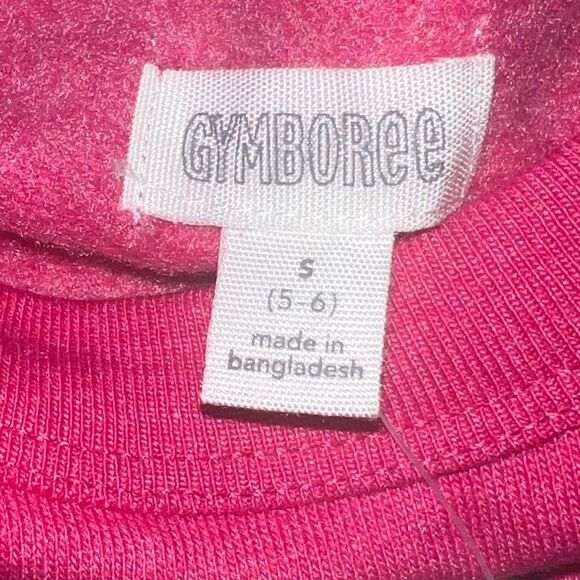 GYMBOREE
S
(5-6)
made in
bangladesh